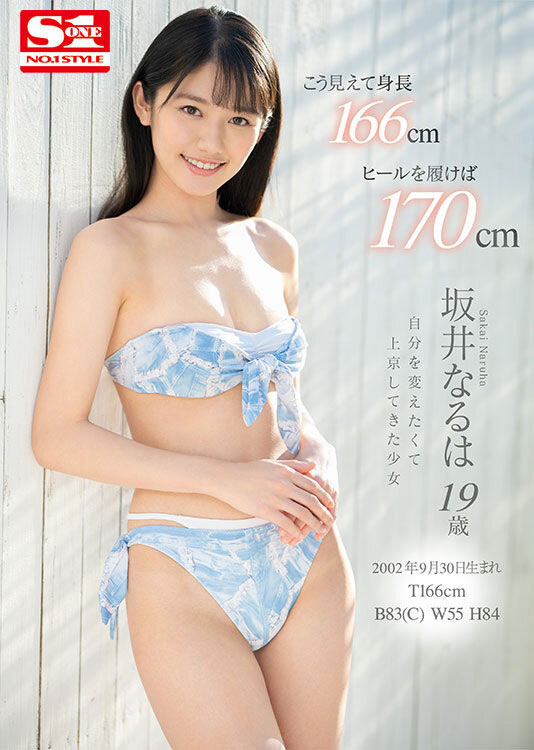 S1
ONE
NO.1 STYLE
こう見えて身長
166cm
ヒールを履けば
170cm
坂井なるは 19歳
Sakai Naruha
自分を変えたくて
上京してきた少女
2002年9月30日生まれ
T166cm
B83(C) W55 H84